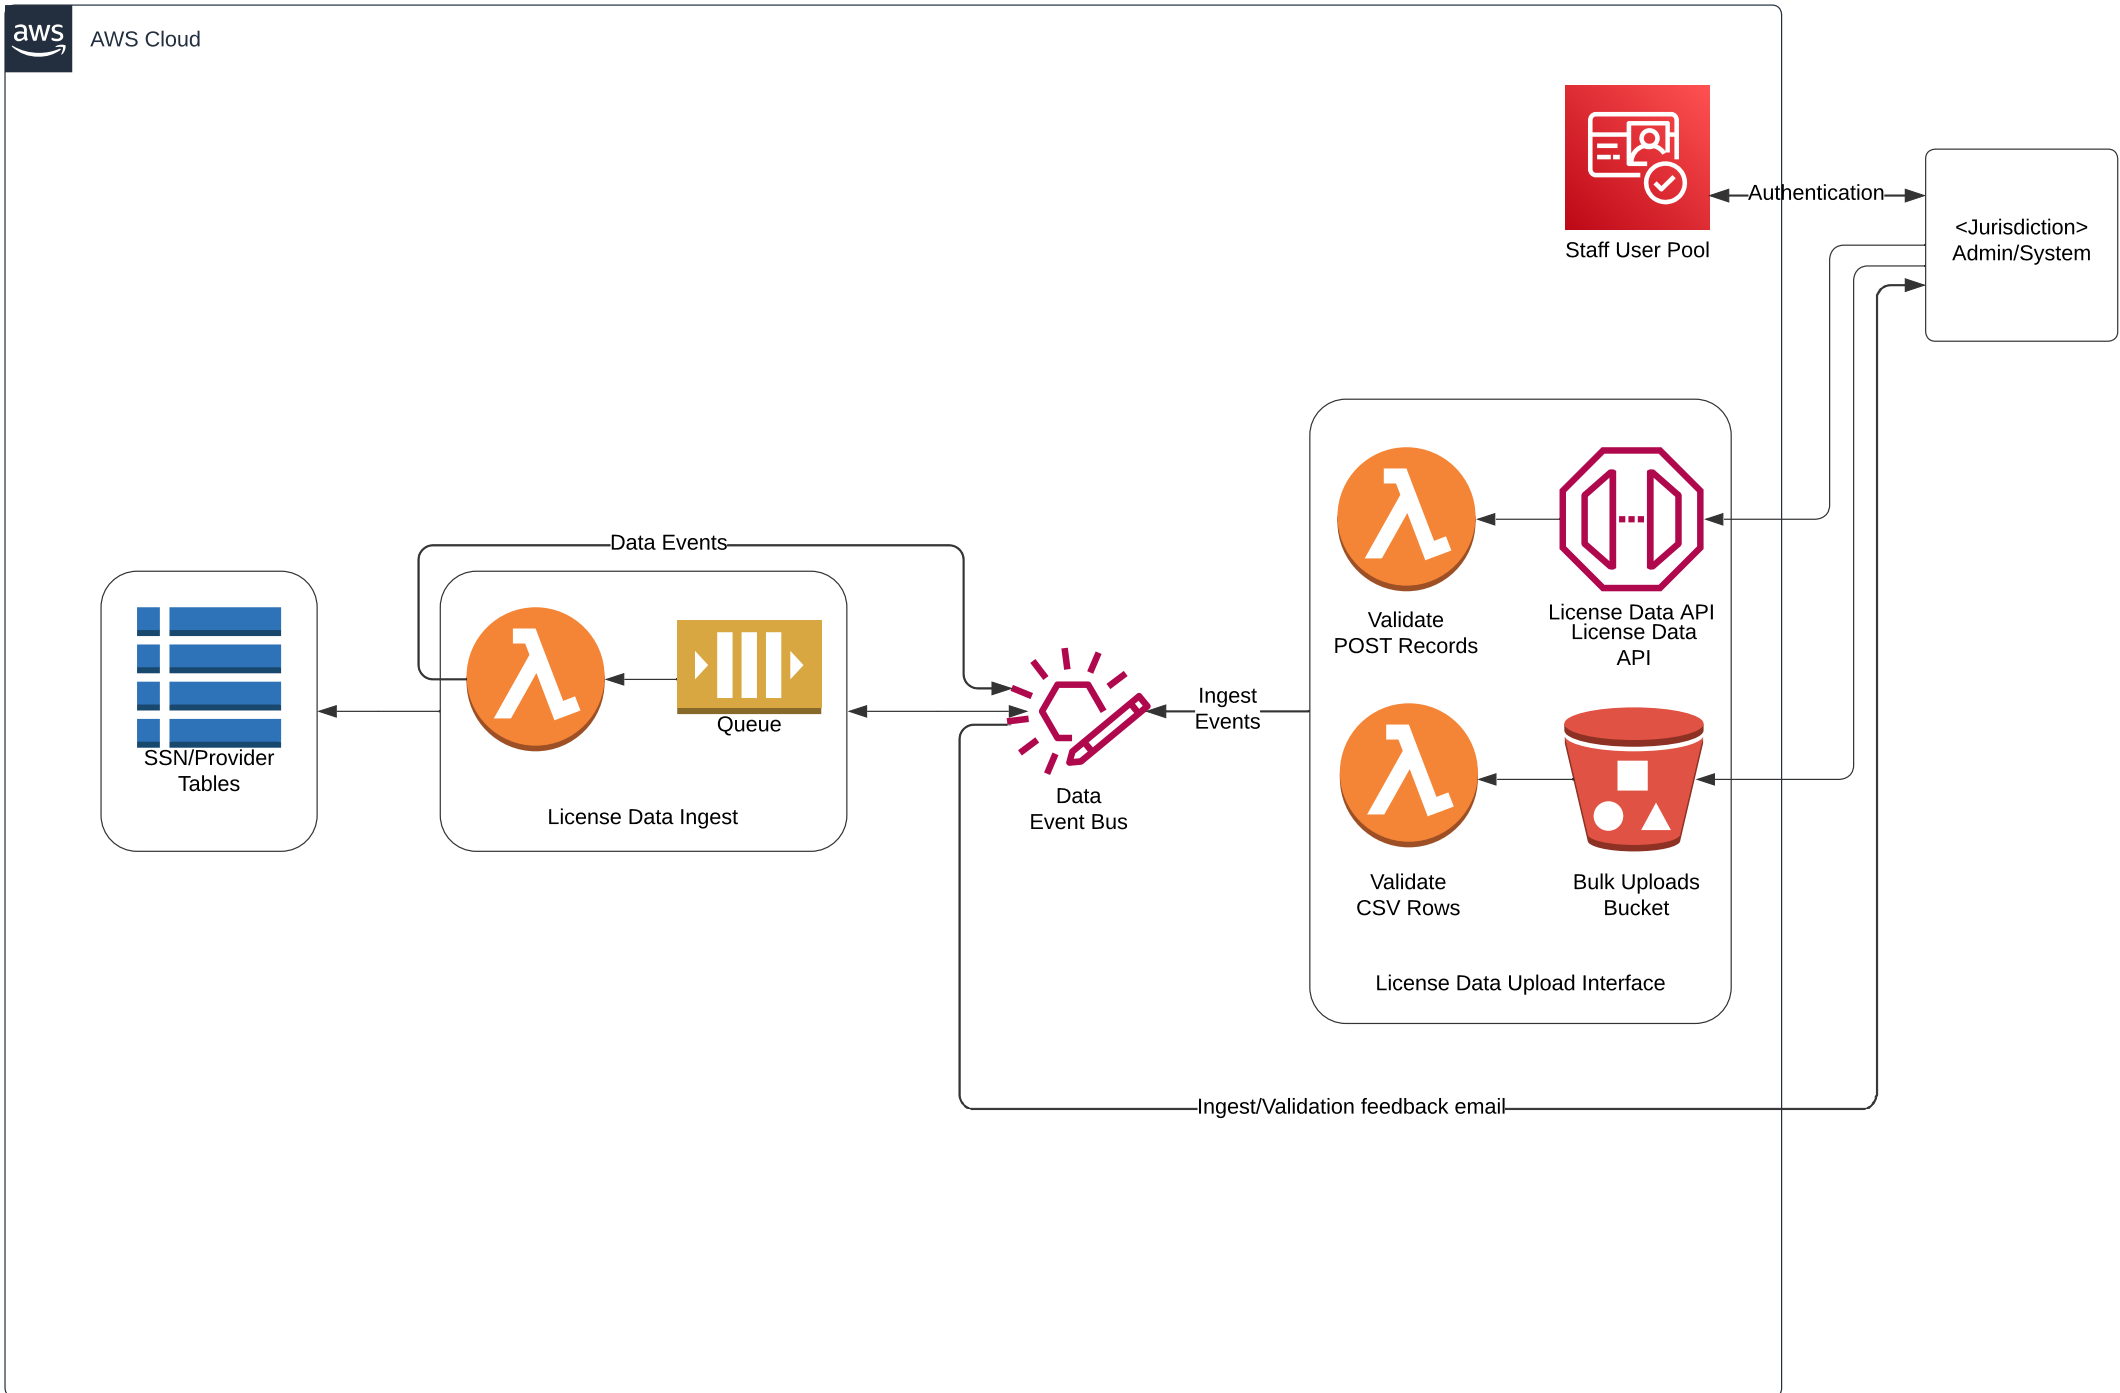 aws
AWS Cloud
Staff User Pool
Authentication
<Jurisdiction>
Admin/System
Data Events
SSN/Provider
Tables
Queue
License Data Ingest
Data
Event Bus
Ingest
Events
Validate
POST Records
License Data API
License Data
API
Validate
CSV Rows
Bulk Uploads
Bucket
License Data Upload Interface
Ingest/Validation feedback email